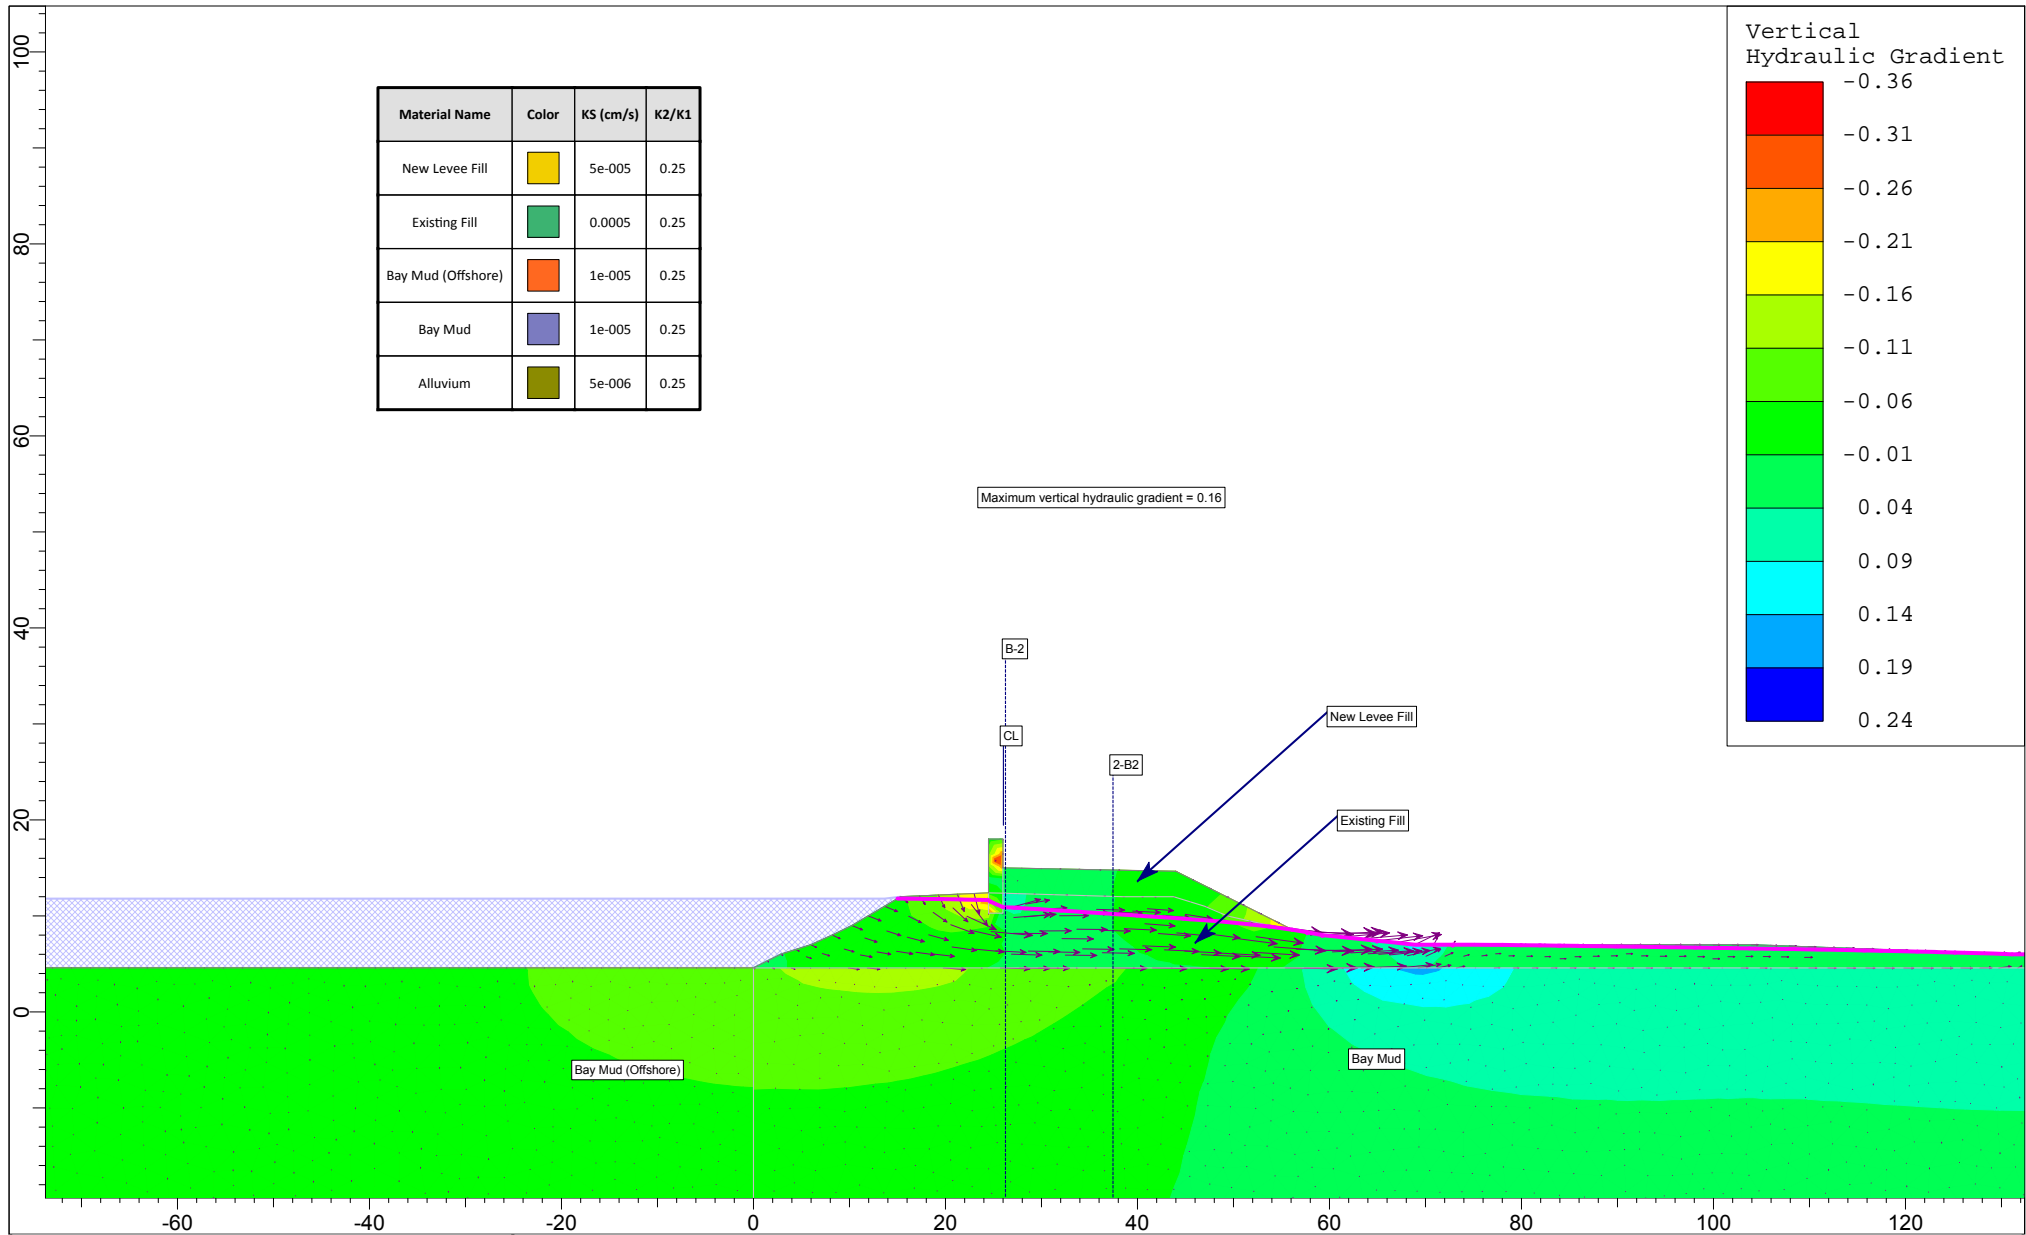 Vertical
Hydraulic Gradient
-0.36
-0.31
-0.26
-0.21
-0.16
-0.11
-0.06
-0.01
0.04
0.09
0.14
0.19
0.24
Material Name Color KS (cm/s) K2/K1
New Levee Fill 5e-005 0.25
Existing Fill 0.0005 0.25
Bay Mud (Offshore) 1e-005 0.25
Bay Mud 1e-005 0.25
Alluvium 5e-006 0.25
Maximum vertical hydraulic gradient = 0.16
B-2
CL
2-B2
New Levee Fill
Existing Fill
Bay Mud (Offshore)
Bay Mud
100
80
60
40
20
0
-60 -40 -20 0 20 40 60 80 100 120